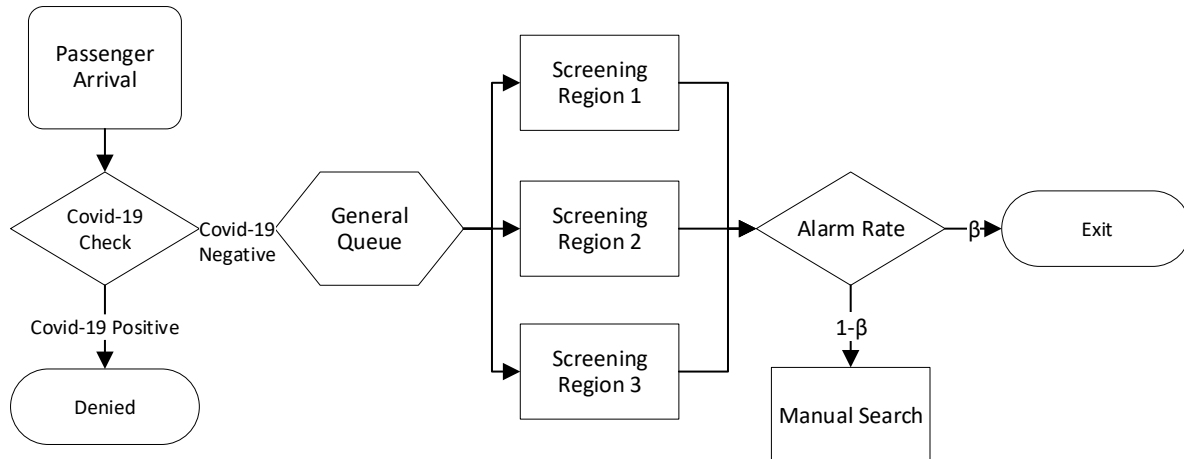 Passenger
Arrival
Covid-19
Check
Covid-19
Negative
Covid-19 Positive
Denied
General
Queue
Screening
Region 1
Screening
Region 2
Screening
Region 3
Alarm Rate
β
Exit
1-β
Manual Search